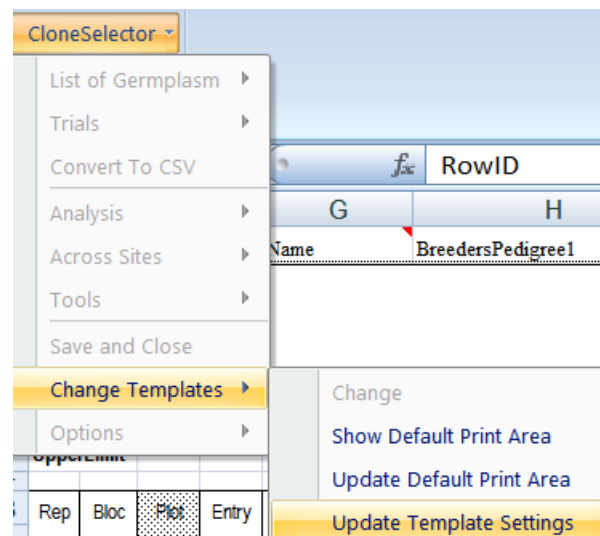 CloneSelector
List of Germplasm
Trials
Convert To CSV
fx RowID
Analysis
G H
Across Sites
Name BreedersPedigree1
Tools
Save and Close
Change Templates
Change
Options
Show Default Print Area
UpperLimit
Update Default Print Area
Rep Bloc Plot Entry
Update Template Settings